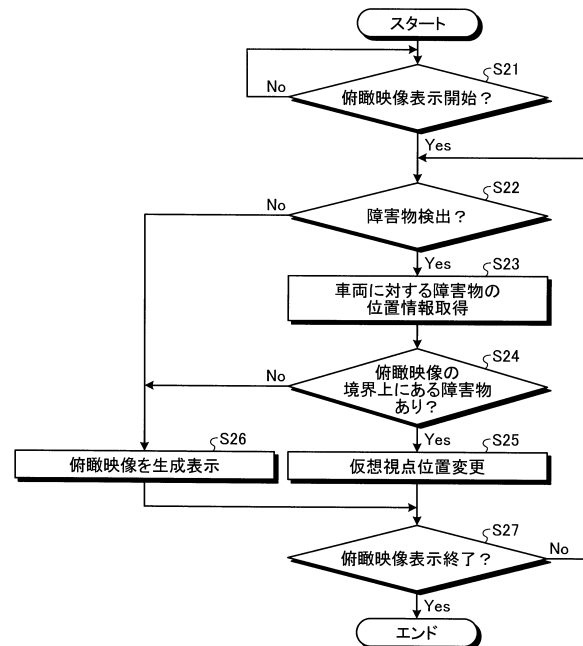 スタート
S21
俯瞰映像表示開始？
No
Yes
S22
障害物検出？
No
Yes
S23
車両に対する障害物の
位置情報取得
S24
俯瞰映像の
境界上にある障害物
あり？
No
Yes
S26
俯瞰映像を生成表示
S25
仮想視点位置変更
S27
俯瞰映像表示終了？
No
Yes
エンド